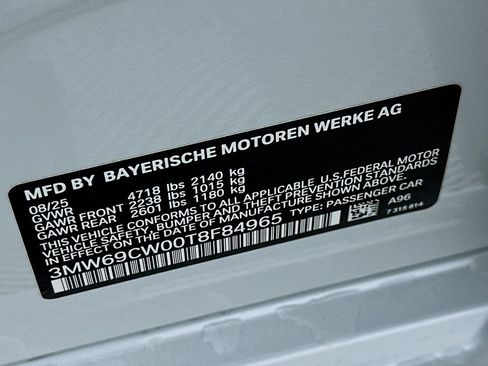 MFD BY BAYERISCHE MOTOREN WERKE AG
08/25
GVWR 4718 lbs 2140 kg
GAWR FRONT 2238 lbs 1015 kg
GAWR REAR 2601 lbs 1180 kg
THIS VEHICLE CONFORMS TO ALL APPLICABLE U.S.FEDERAL MOTOR
VEHICLE SAFETY, BUMPER AND THEFT PREVENTION STANDARDS
IN EFFECT ON THE DATE OF MANUFACTURE SHOWN ABOVE.
3MW69CW00T8F84965 TYPE: PASSENGER CAR
A96
7 315 814